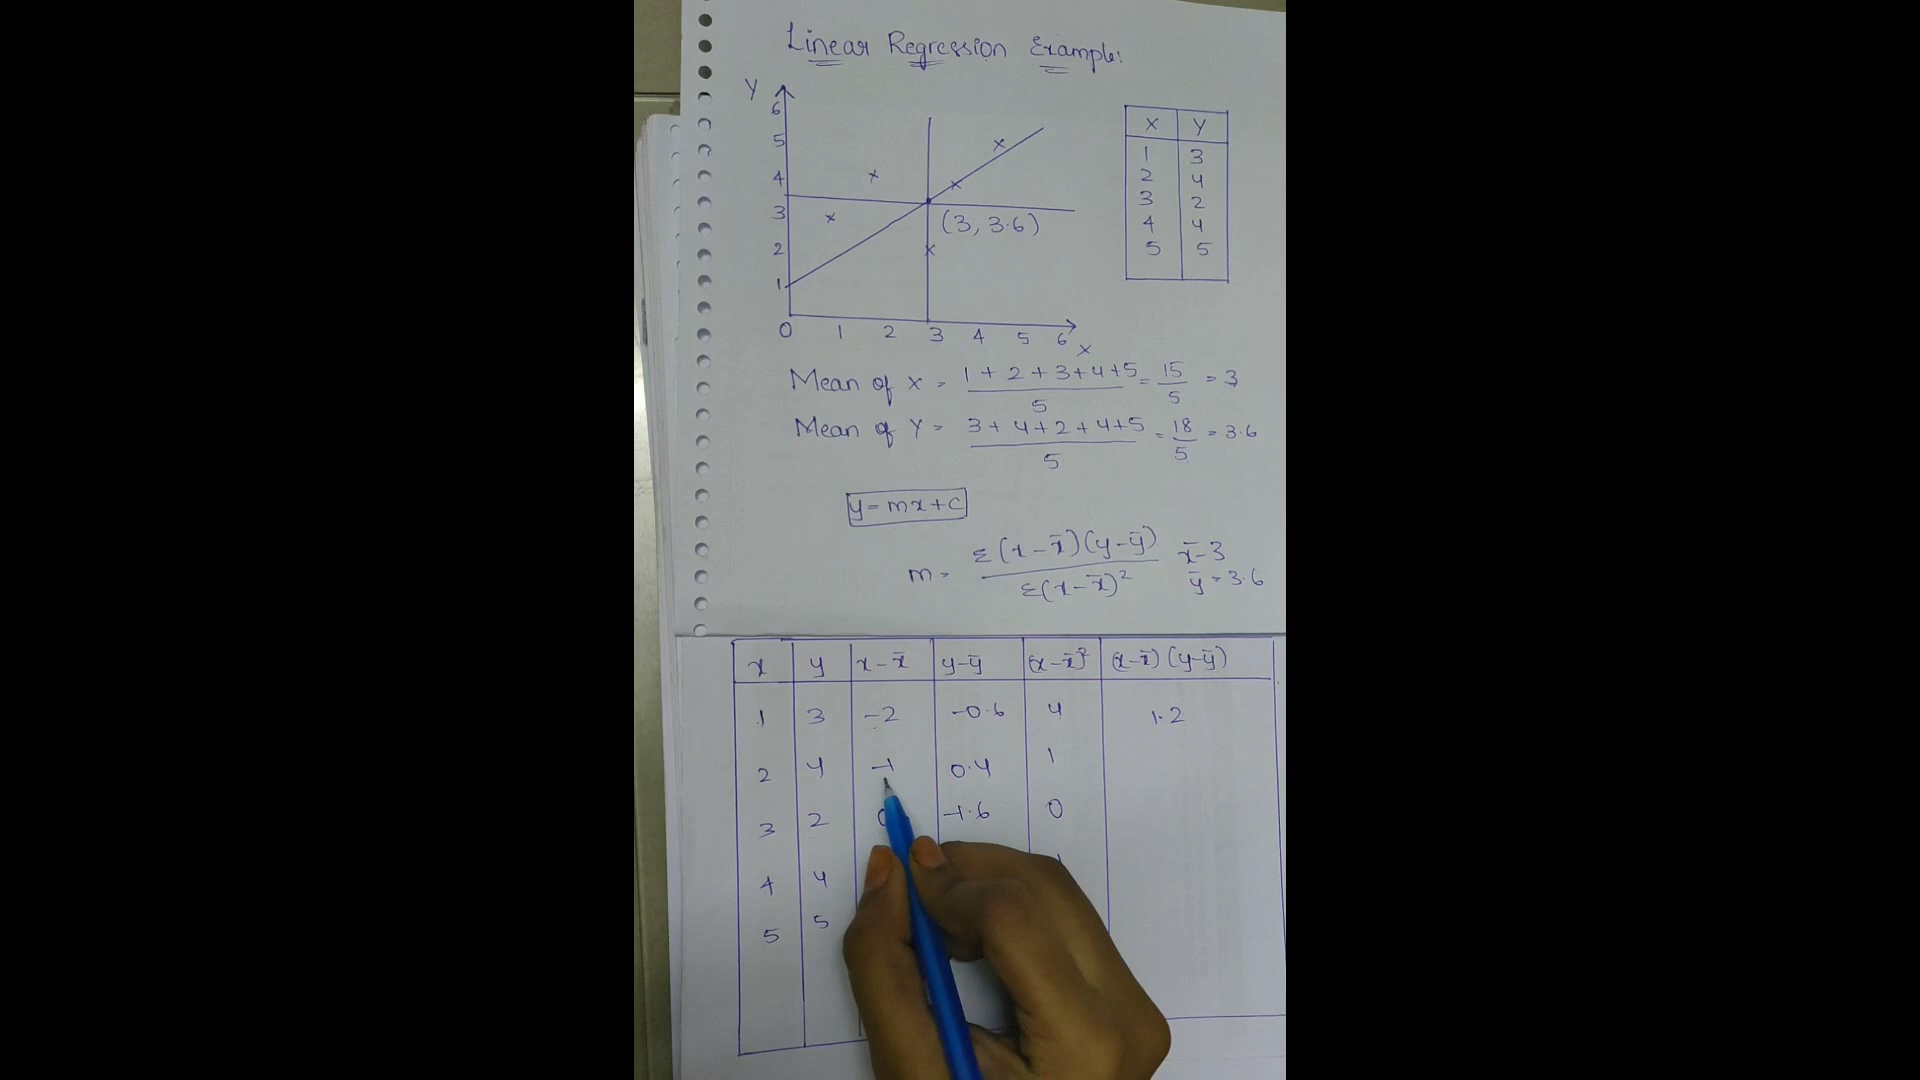 Linear Regression Example:
Y
6
5
4
3
2
1
0 1 2 3 4 5 6
X
(3, 3.6)
X Y
1 3
2 4
3 2
4 4
5 5
Mean of X = 1 + 2 + 3 + 4 + 5 / 5 = 15 / 5 = 3
Mean of Y = 3 + 4 + 2 + 4 + 5 / 5 = 18 / 5 = 3.6
y = mx + c
m = Σ(x - x̄)(y - ȳ) / Σ(x - x̄)²
x̄ - 3
ȳ = 3.6
x y x - x̄ y - ȳ (x - x̄)² (x - x̄)(y - ȳ)
1 3 -2 -0.6 4 1.2
2 4 -1 0.4 1
3 2 0 -1.6 0
4 4
5 5